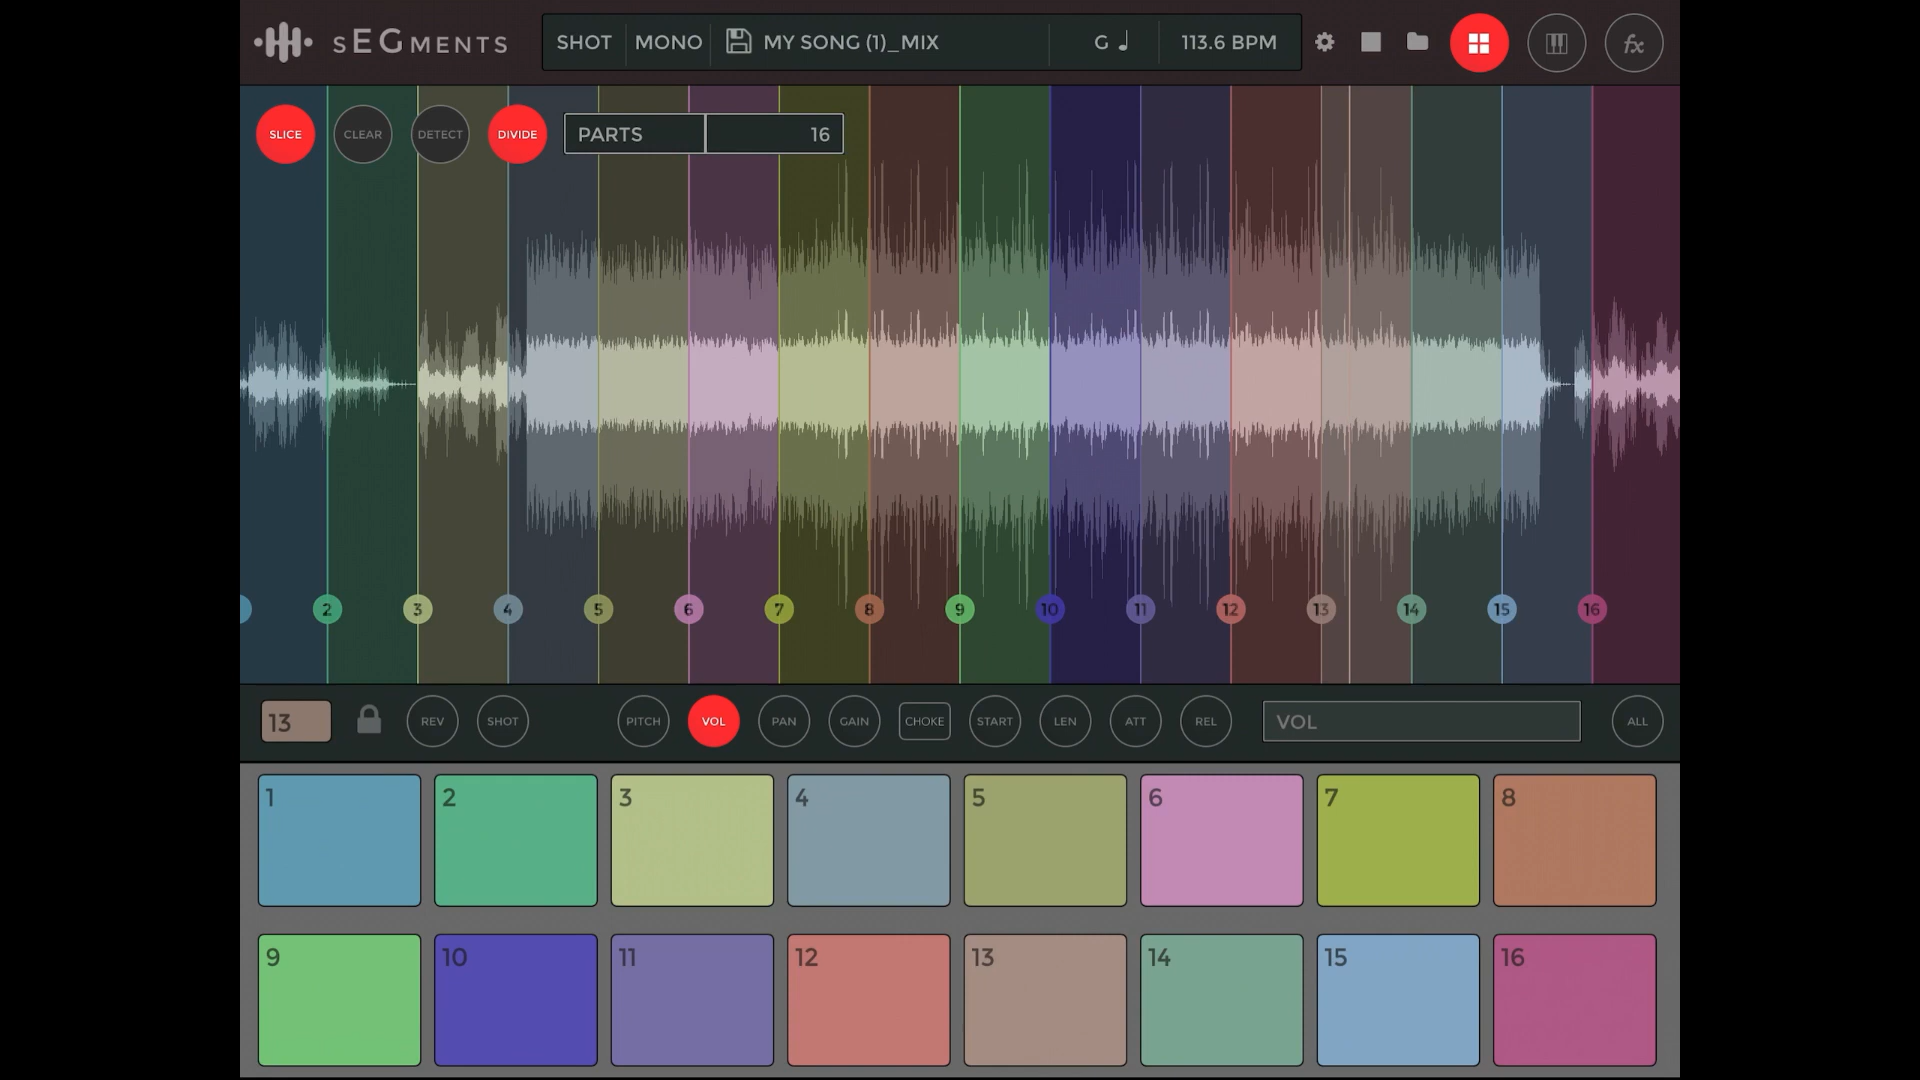 sEGMENTS SHOT MONO MY SONG (1)_MIX G 113.6 BPM fx
SLICE CLEAR DETECT DIVIDE PARTS 16
2 3 4 5 6 7 8 9 10 11 12 13 14 15 16
13 REV SHOT PITCH VOL PAN GAIN CHOKE START LEN ATT REL VOL ALL
1 2 3 4 5 6 7 8
9 10 11 12 13 14 15 16